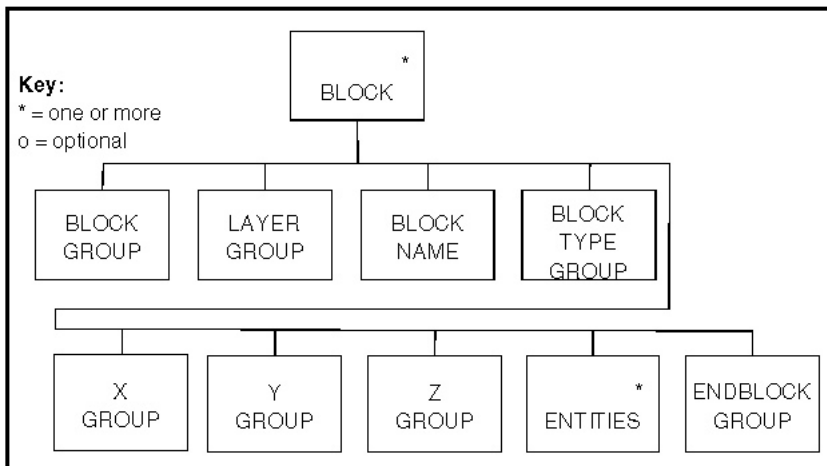 *
BLOCK
Key:
* = one or more
o = optional
BLOCK
GROUP
LAYER
GROUP
BLOCK
NAME
BLOCK
TYPE
GROUP
X
GROUP
Y
GROUP
Z
GROUP
*
ENTITIES
ENDBLOCK
GROUP